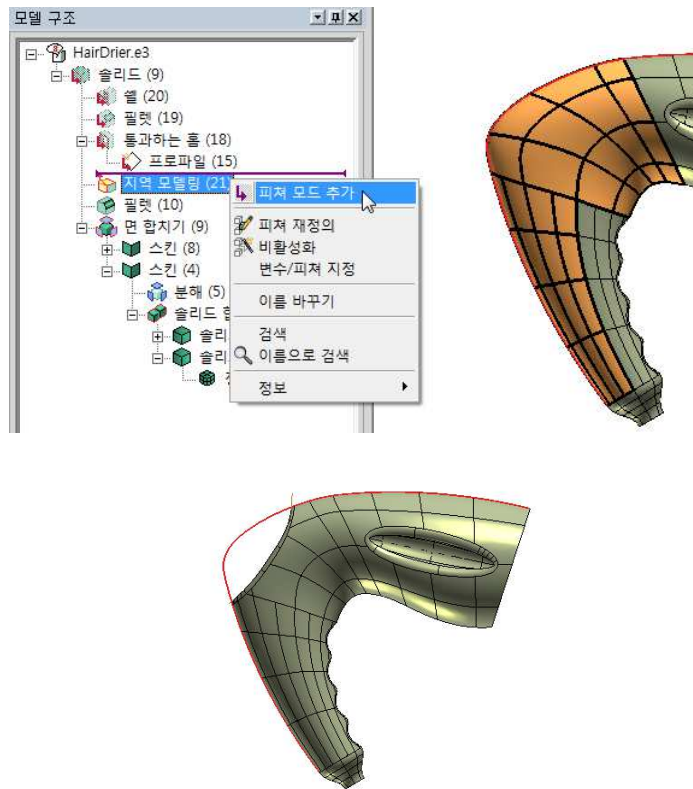 모델 구조
HairDrier.e3
솔리드 (9)
쉘 (20)
필렛 (19)
통과하는 홈 (18)
프로파일 (15)
지역 모델링 (21)
필렛 (10)
면 합치기 (9)
스킨 (8)
스킨 (4)
분해 (5)
솔리드
솔리
솔리
피쳐 모드 추가
피쳐 재정의
비활성화
변수/피쳐 지정
이름 바꾸기
검색
이름으로 검색
정보